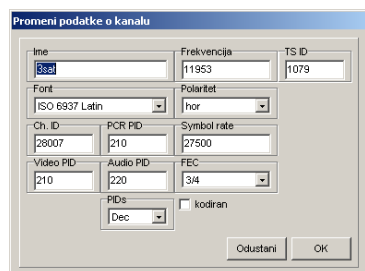 Promeni podatke o kanalu
Ime Frekvencija TS ID
3sat 11953 1079
Font Polaritet
ISO 6937 Latin hor
Ch. ID PCR PID Symbol rate
28007 210 27500
Video PID Audio PID FEC
210 220 3/4
PIDs
Dec kodiran
Odustani OK